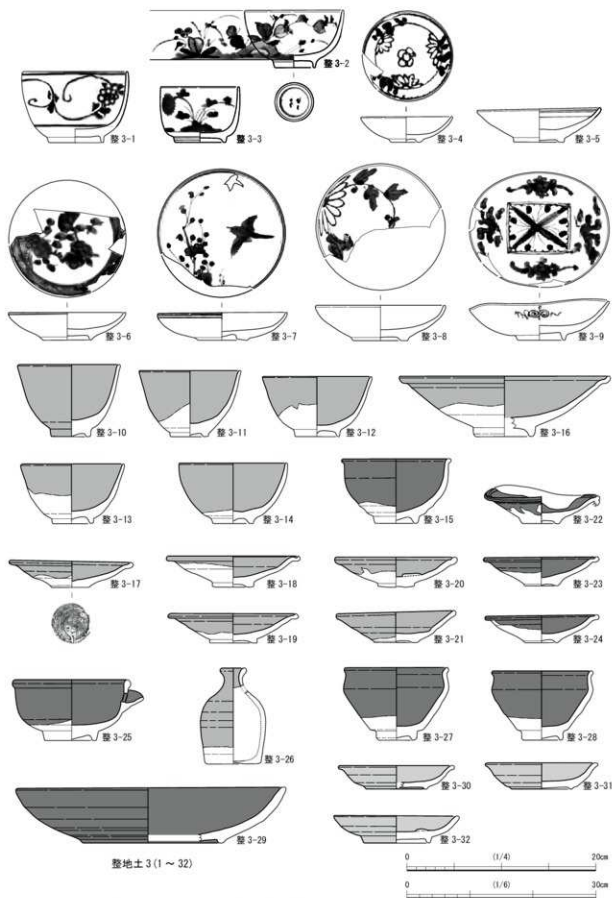 整 3-1
整 3-2
整 3-3
整 3-4
整 3-5
整 3-6
整 3-7
整 3-8
整 3-9
整 3-10
整 3-11
整 3-12
整 3-16
整 3-13
整 3-14
整 3-15
整 3-22
整 3-17
整 3-18
整 3-20
整 3-23
整 3-19
整 3-21
整 3-24
整 3-25
整 3-26
整 3-27
整 3-28
整 3-29
整 3-30
整 3-31
整 3-32
整地土 3 (1 ~ 32)
0 (1/4) 20cm
0 (1/6) 30cm